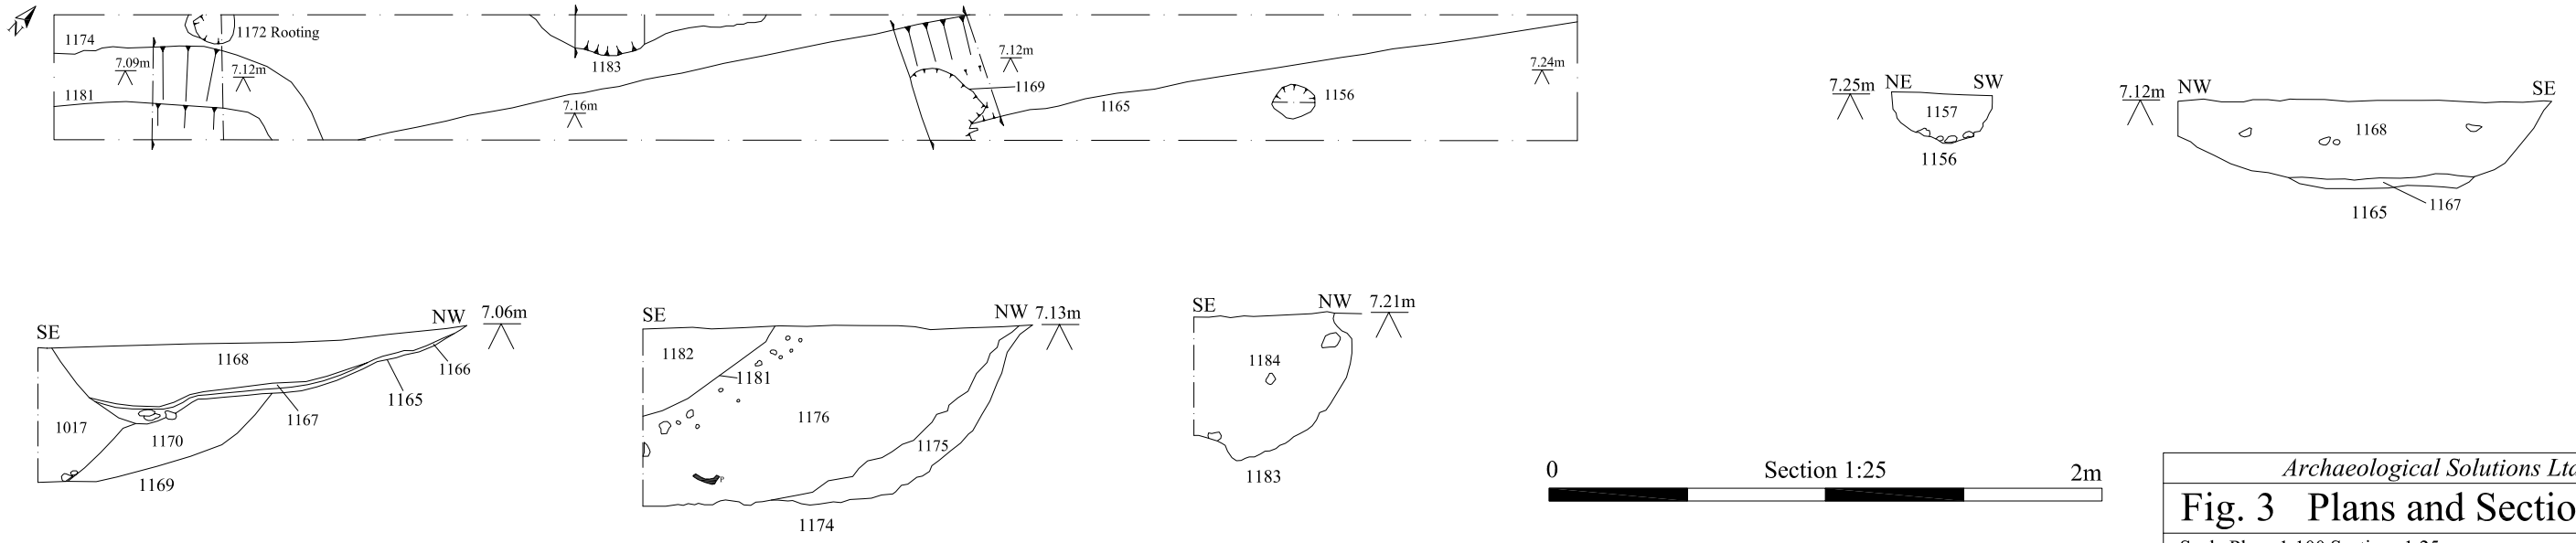 N
1174
1172 Rooting
7.09m
7.12m
1181
1183
7.16m
7.12m
1169
1165
1156
7.24m
7.25m NE SW
1157
1156
7.12m NW SE
1168
1167
1165
SE NW 7.06m
1168
1166
1165
1167
1017
1170
1169
SE NW 7.13m
1182
1181
1176
1175
P
1174
SE NW 7.21m
1184
1183
0 Section 1:25 2m
Archaeological Solutions Ltd
Fig. 3 Plans and Sectio